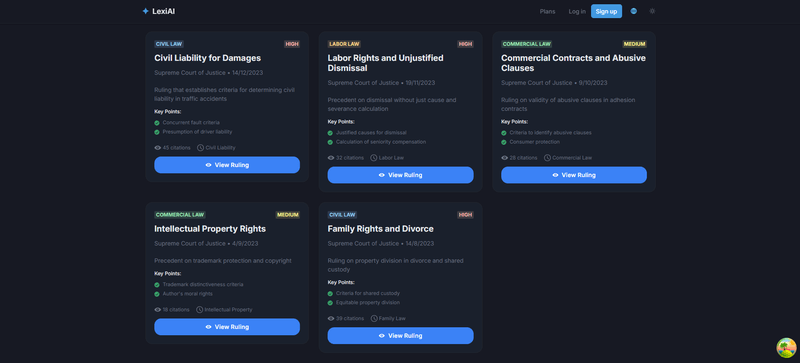 LexiAI
Plans
Log in
Sign up
CIVIL LAW
HIGH
Civil Liability for Damages
Supreme Court of Justice • 14/12/2023
Ruling that establishes criteria for determining civil
liability in traffic accidents
Key Points:
Concurrent fault criteria
Presumption of driver liability
45 citations
Civil Liability
View Ruling
LABOR LAW
HIGH
Labor Rights and Unjustified
Dismissal
Supreme Court of Justice • 19/11/2023
Precedent on dismissal without just cause and
severance calculation
Key Points:
Justified causes for dismissal
Calculation of seniority compensation
32 citations
Labor Law
View Ruling
COMMERCIAL LAW
MEDIUM
Commercial Contracts and Abusive
Clauses
Supreme Court of Justice • 9/10/2023
Ruling on validity of abusive clauses in adhesion
contracts
Key Points:
Criteria to identify abusive clauses
Consumer protection
28 citations
Commercial Law
View Ruling
COMMERCIAL LAW
MEDIUM
Intellectual Property Rights
Supreme Court of Justice • 4/9/2023
Precedent on trademark protection and copyright
Key Points:
Trademark distinctiveness criteria
Author's moral rights
citations
Intellectual Property
View Ruling
CIVIL LAW
HIGH
Family Rights and Divorce
Supreme Court of Justice •
Ruling on property division in divorce and shared
custody
Key Points:
Criteria for shared custody
Equitable property division
39 citations
Family Law
View Ruling